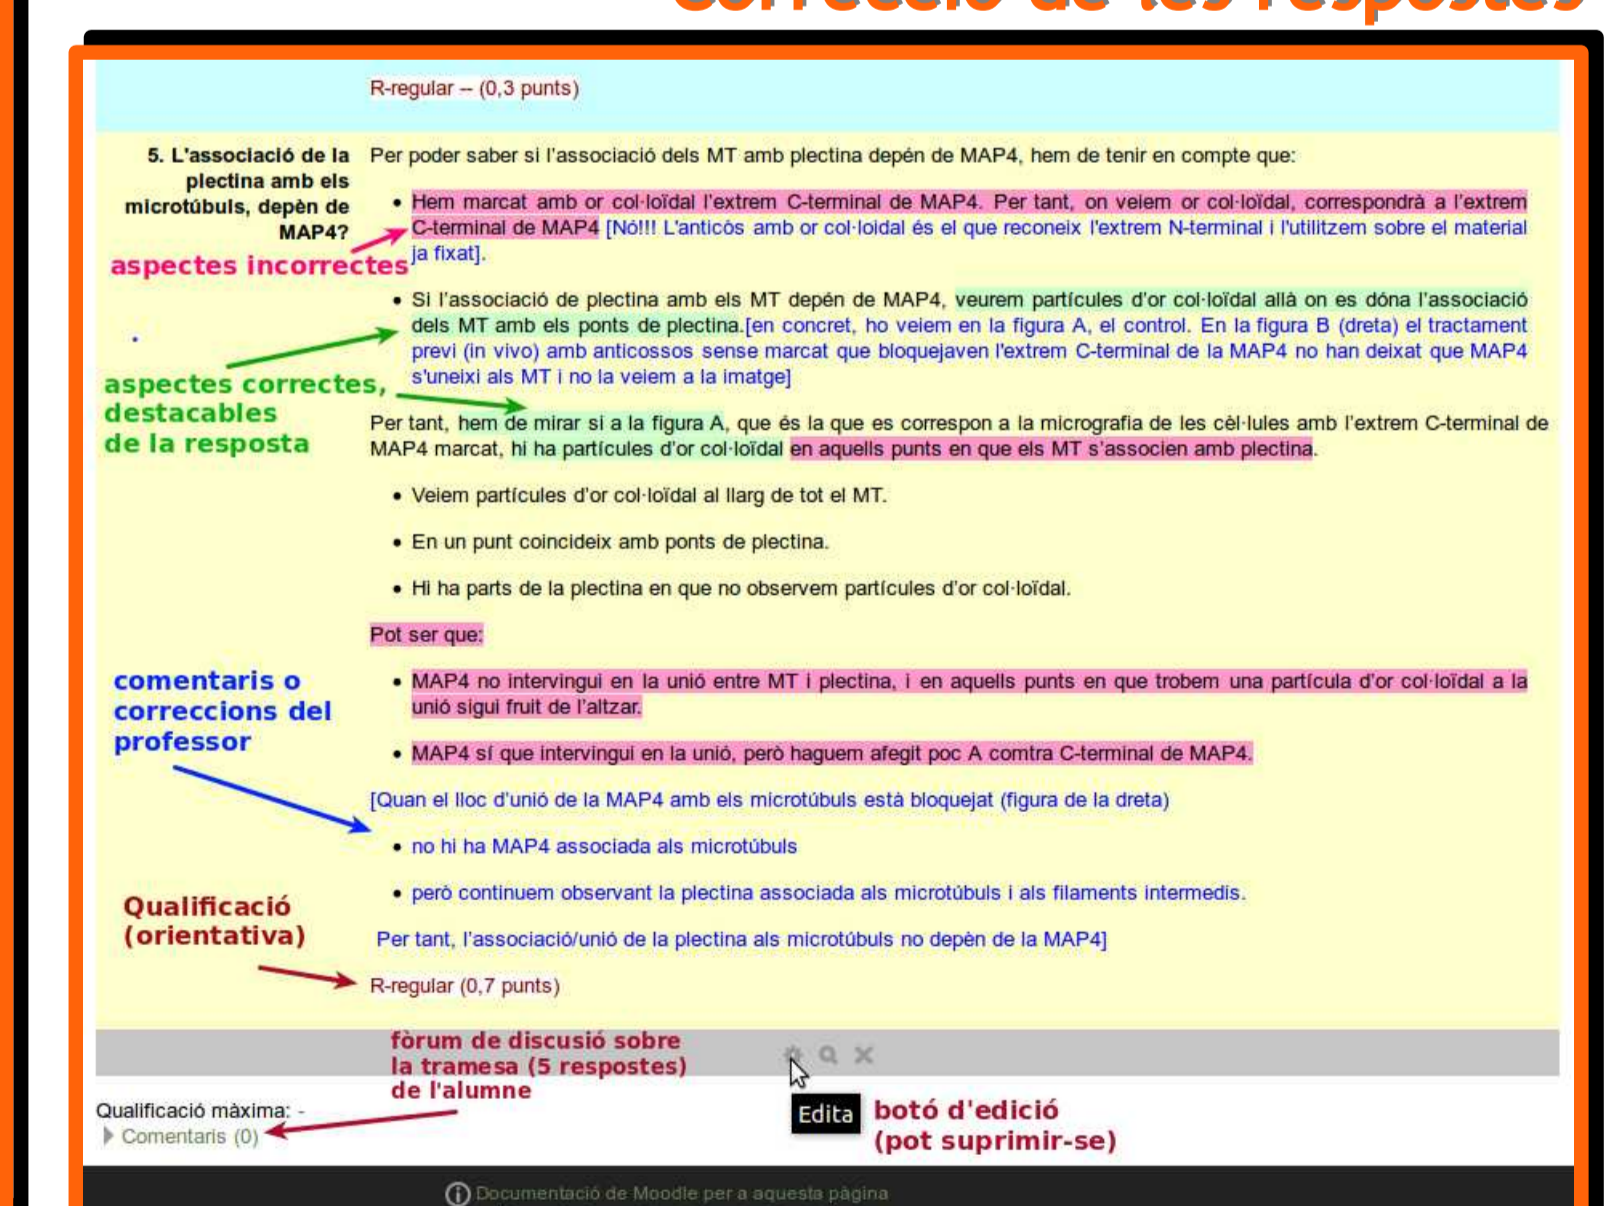 Correcció de les respostes
R-regular -- (0,3 punts)
5. L'associació de la
plectina amb els
microtúbuls, depèn de
MAP4?
Per poder saber si l'associació dels MT amb plectina depén de MAP4, hem de tenir en compte que:
• Hem marcat amb or col·loïdal l'extrem C-terminal de MAP4. Per tant, on veiem or col·loïdal, correspondrà a l'extrem
C-terminal de MAP4 [Nó!!! L'anticòs amb or col·loidal és el que reconeix l'extrem N-terminal i l'utilitzem sobre el material
ja fixat].
aspectes incorrectes
• Si l'associació de plectina amb els MT depén de MAP4, veurem partícules d'or col·loïdal allà on es dóna l'associació
dels MT amb els ponts de plectina.[en concret, ho veiem en la figura A, el control. En la figura B (dreta) el tractament
previ (in vivo) amb anticossos sense marcat que bloquejaven l'extrem C-terminal de la MAP4 no han deixat que MAP4
s'uneixi als MT i no la veiem a la imatge]
aspectes correctes,
destacables
de la resposta
Per tant, hem de mirar si a la figura A, que és la que es correspon a la micrografia de les cèl·lules amb l'extrem C-terminal de
MAP4 marcat, hi ha partícules d'or col·loïdal en aquells punts en que els MT s'associen amb plectina.
• Veiem partícules d'or col·loïdal al llarg de tot el MT.
• En un punt coincideix amb ponts de plectina.
• Hi ha parts de la plectina en que no observem partícules d'or col·loïdal.
Pot ser que:
• MAP4 no intervingui en la unió entre MT i plectina, i en aquells punts en que trobem una partícula d'or col·loïdal a la
unió sigui fruit de l'altzar.
• MAP4 sí que intervingui en la unió, però haguem afegit poc A comtra C-terminal de MAP4.
comentaris o
correccions del
professor
[Quan el lloc d'unió de la MAP4 amb els microtúbuls està bloquejat (figura de la dreta)
• no hi ha MAP4 associada als microtúbuls
• però continuem observant la plectina associada als microtúbuls i als filaments intermedis.
Per tant, l'associació/unió de la plectina als microtúbuls no depèn de la MAP4]
Qualificació
(orientativa)
R-regular (0,7 punts)
fòrum de discusió sobre
la tramesa (5 respostes)
de l'alumne
Qualificació màxima: -
Comentaris (0)
Edita
botó d'edició
(pot suprimir-se)
Documentació de Moodle per a aquesta pàgina